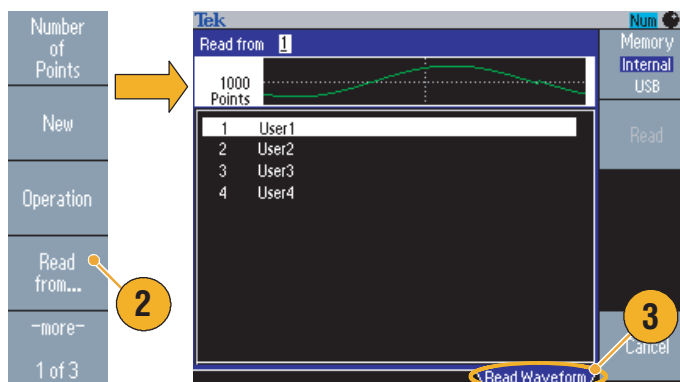 Number
of
Points
New
Operation
Read
from...
2
-more-
1 of 3
Tek
Num
Read from 1
1000
Points
1 User1
2 User2
3 User3
4 User4
Read Waveform
Memory
Internal
USB
Read
3
Cancel